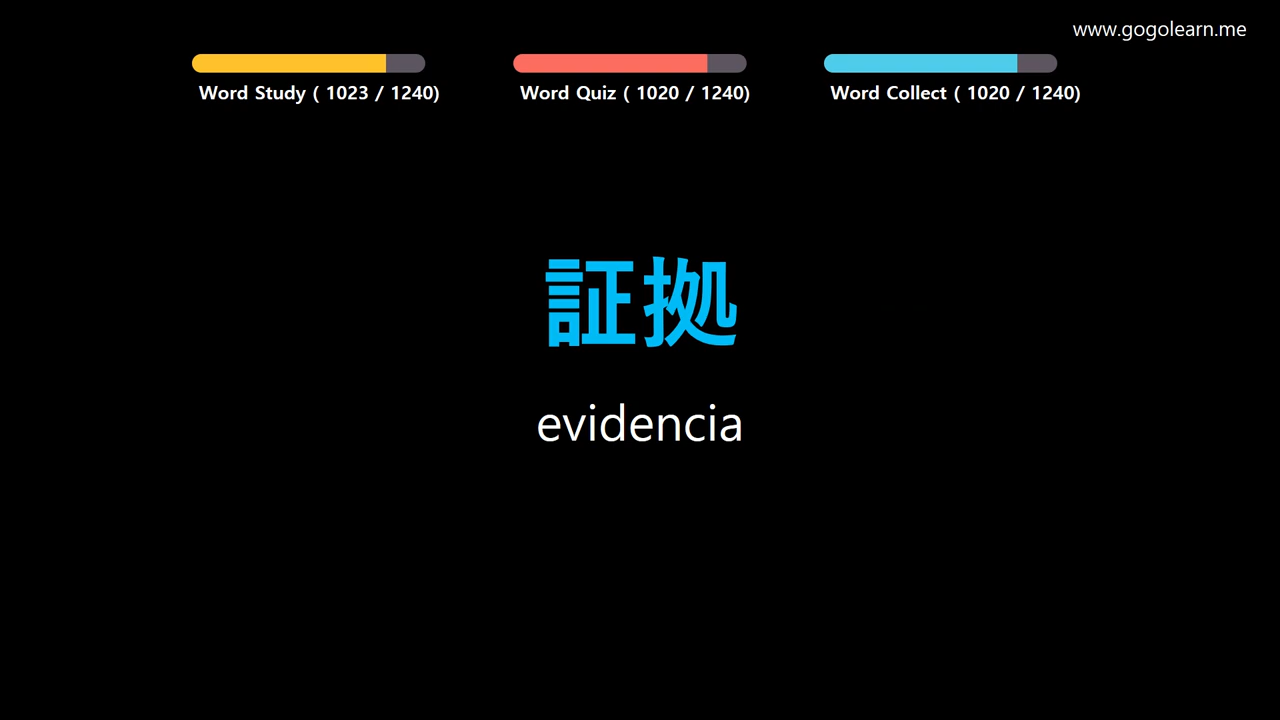 www.gogolearn.me
Word Study ( 1023 / 1240)
Word Quiz ( 1020 / 1240)
Word Collect ( 1020 / 1240)
証拠
evidencia